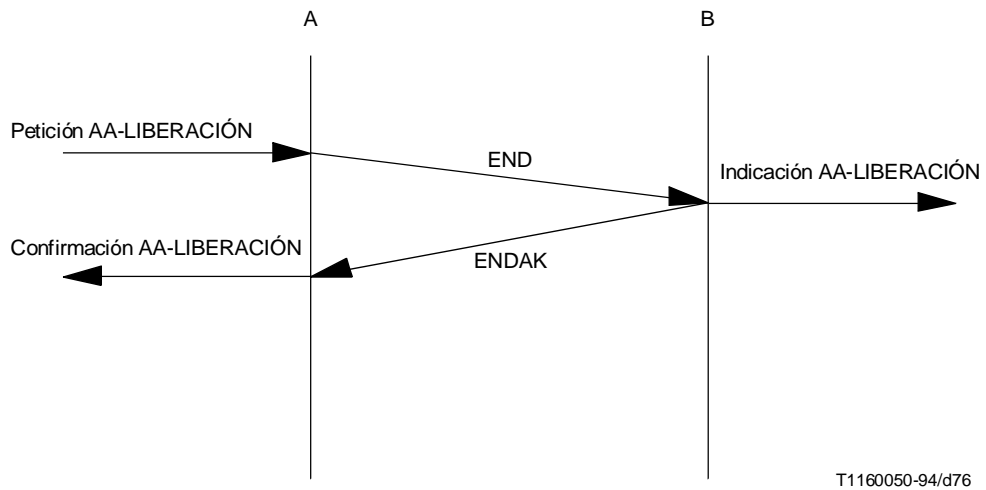 A
B
Petición AA-LIBERACIÓN
END
Indicación AA-LIBERACIÓN
Confirmación AA-LIBERACIÓN
ENDAK
T1160050-94/d76